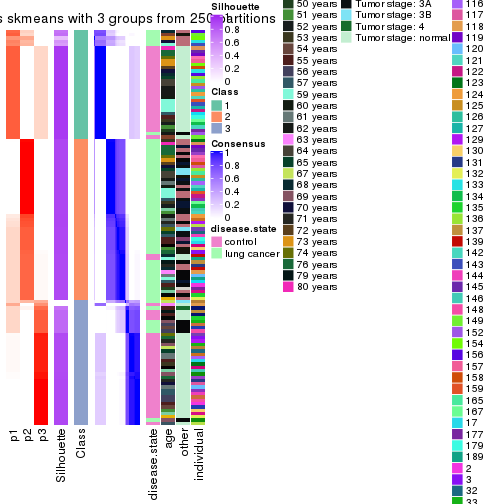 s skmeans with 3 groups from 250 partitions
Silhouette
1
0.8
0.6
0.4
0.2
0
Class
1
2
3
Consensus
1
0.8
0.6
0.4
0.2
0
disease.state
control
lung cancer
50 years
51 years
52 years
53 years
54 years
55 years
56 years
57 years
59 years
60 years
61 years
62 years
63 years
64 years
65 years
67 years
68 years
69 years
70 years
71 years
72 years
73 years
74 years
76 years
79 years
80 years
Tumor stage: 3A
Tumor stage: 3B
Tumor stage: 4
Tumor stage: normal
116
117
118
119
120
121
122
123
124
125
126
127
129
130
131
132
133
134
135
136
137
139
142
143
144
145
146
148
149
152
154
156
157
158
159
165
167
17
177
179
189
2
3
32
33
p1
p2
p3
Silhouette
Class
disease.state
age
other
individual